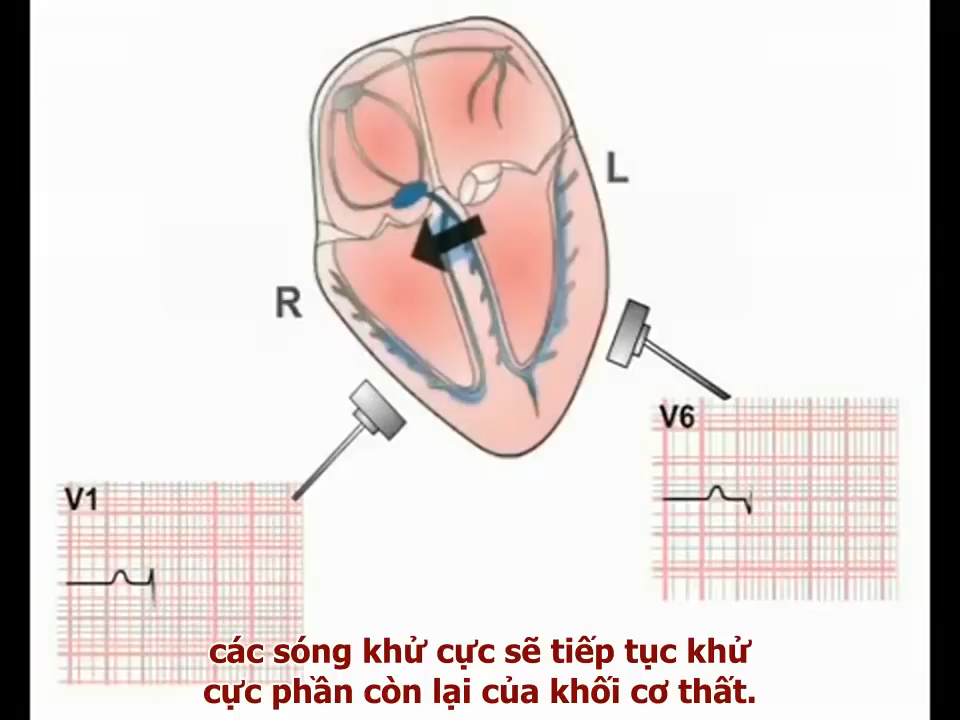 L
R
V6
V1
các sóng khử cực sẽ tiếp tục khử
cực phần còn lại của khối cơ thất.